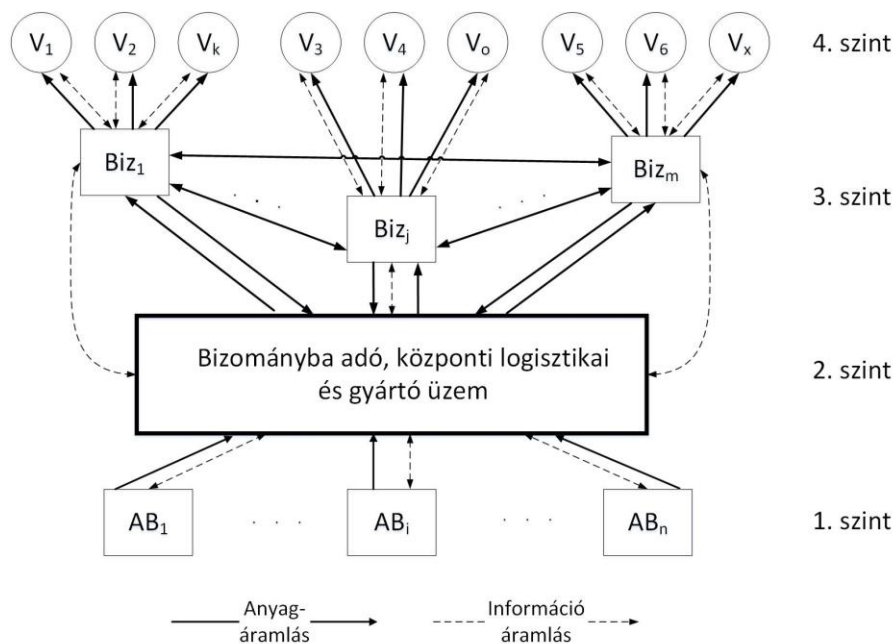 V₁ V₂ Vₖ V₃ V₄ Vₒ V₅ V₆ Vₓ 4. szint
Biz₁ Bizₘ
3. szint
Bizⱼ
Bizományba adó, központi logisztikai
és gyártó üzem
2. szint
AB₁ . . . ABᵢ . . . ABₙ 1. szint
Anyag-
áramlás
Információ
áramlás